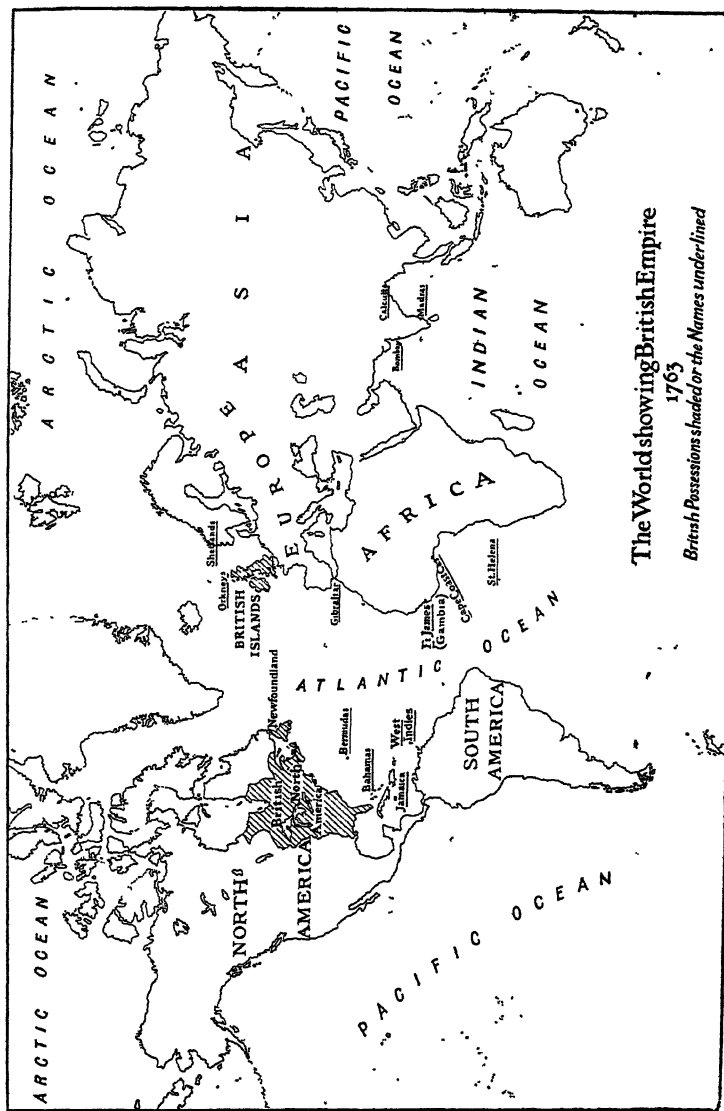 ARCTIC OCEAN
ARCTIC OCEAN
NORTH
AMERICA
British
North
America
Newfoundland
Bermudas
Bahamas
West
Indies
Jamaica
SOUTH
AMERICA
ATLANTIC OCEAN
PACIFIC OCEAN
Shetlands
Orkneys
BRITISH
ISLANDS
EUROPE
Gibraltar
AFRICA
Ft James
(Gambia)
Cape Coast Cas.
St Helena
ASIA
Calcutta
Bombay
Madras
INDIAN
OCEAN
PACIFIC
OCEAN
The World showing British Empire
1763
British Possessions shaded or the Names underlined